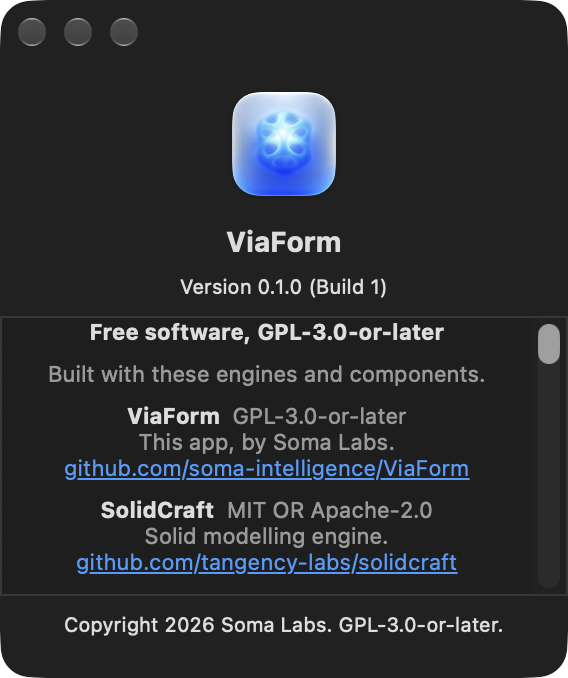 ViaForm
Version 0.1.0 (Build 1)
Free software, GPL-3.0-or-later
Built with these engines and components.
ViaForm GPL-3.0-or-later
This app, by Soma Labs.
github.com/soma-intelligence/ViaForm
SolidCraft MIT OR Apache-2.0
Solid modelling engine.
github.com/tangency-labs/solidcraft
Copyright 2026 Soma Labs. GPL-3.0-or-later.